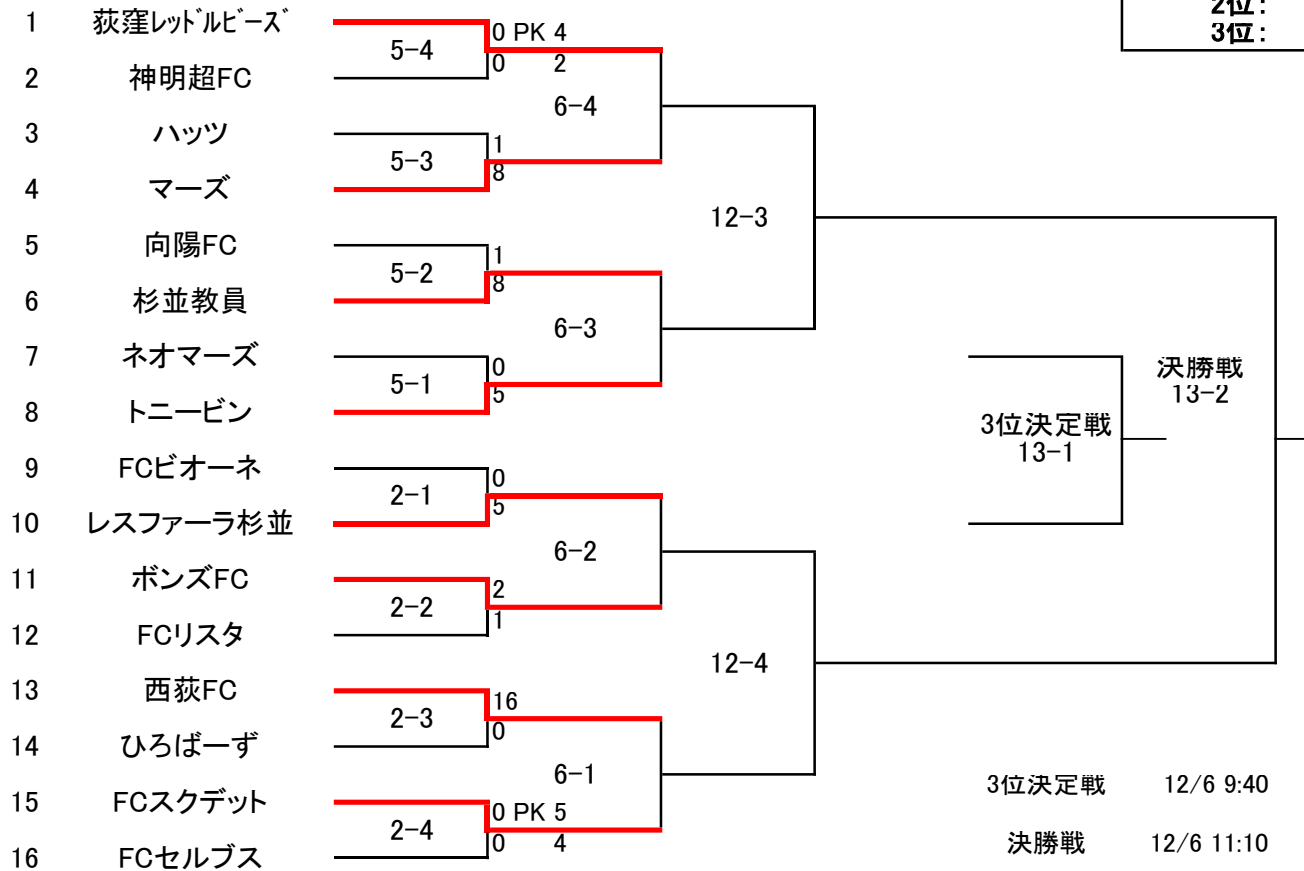 2位：
3位：
1 荻窪レッドルビーズ
0 PK 4
5-4
0 2
2 神明超FC
6-4
3 ハッツ
1
5-3
8
4 マーズ
12-3
5 向陽FC
1
5-2
8
6 杉並教員
6-3
7 ネオマーズ
0
5-1
5
8 トニービン
決勝戦
13-2
3位決定戦
13-1
9 FCビオーネ
0
2-1
5
10 レスファーラ杉並
6-2
11 ボンズFC
2
2-2
1
12 FCリスタ
12-4
13 西荻FC
16
2-3
0
14 ひろばーず
6-1
3位決定戦 12/6 9:40
15 FCスクデット
0 PK 5
2-4
0 4
決勝戦 12/6 11:10
16 FCセルブス